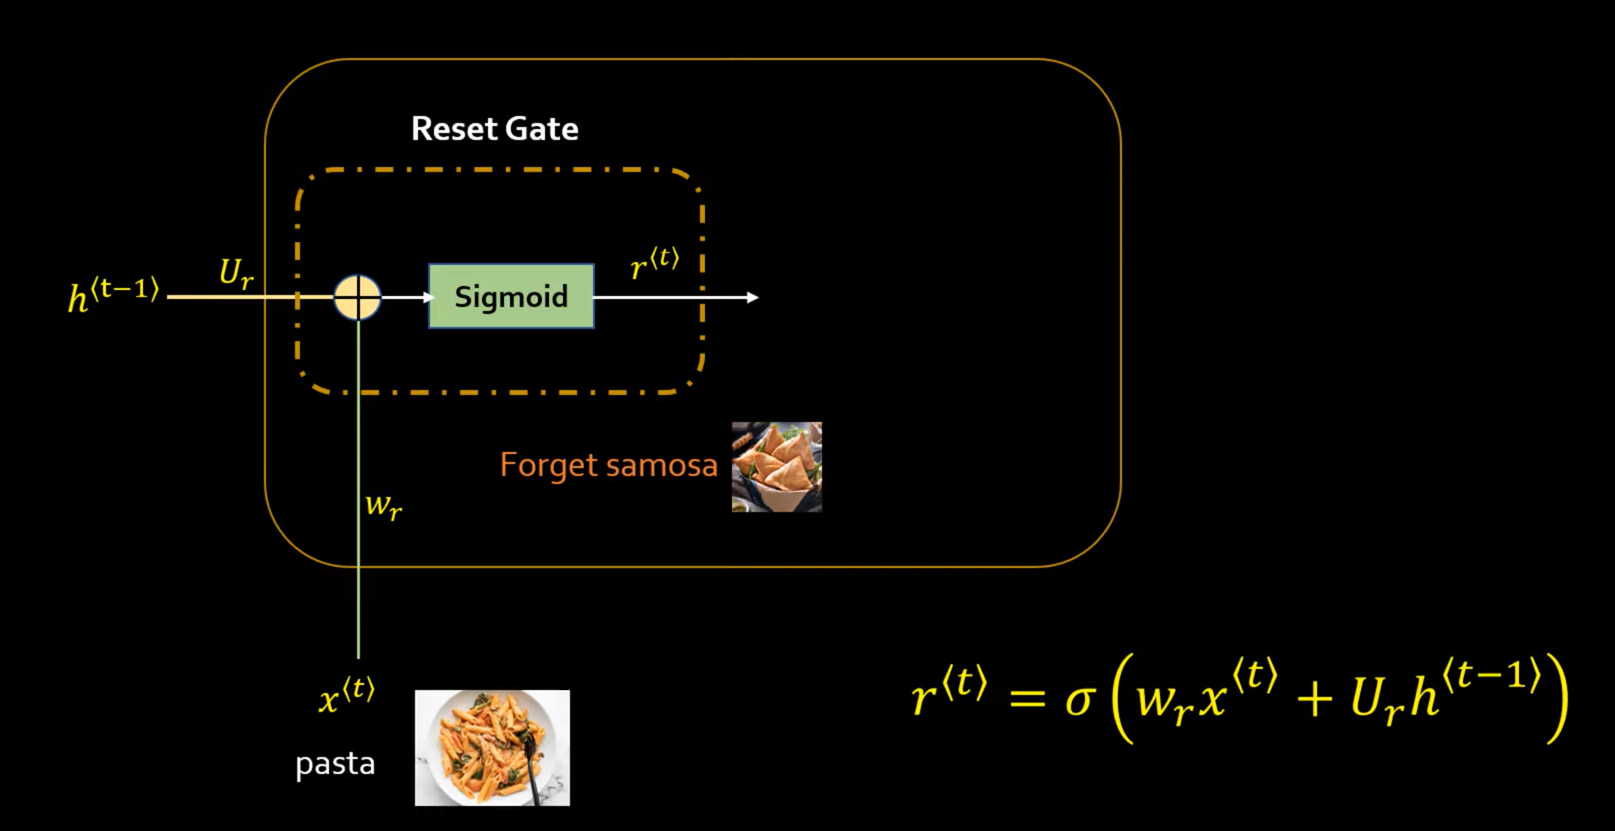 Reset Gate
h⟨t−1⟩
U_r
Sigmoid
r⟨t⟩
Forget samosa
w_r
x⟨t⟩
pasta
r⟨t⟩ = σ(w_r x⟨t⟩ + U_r h⟨t−1⟩)